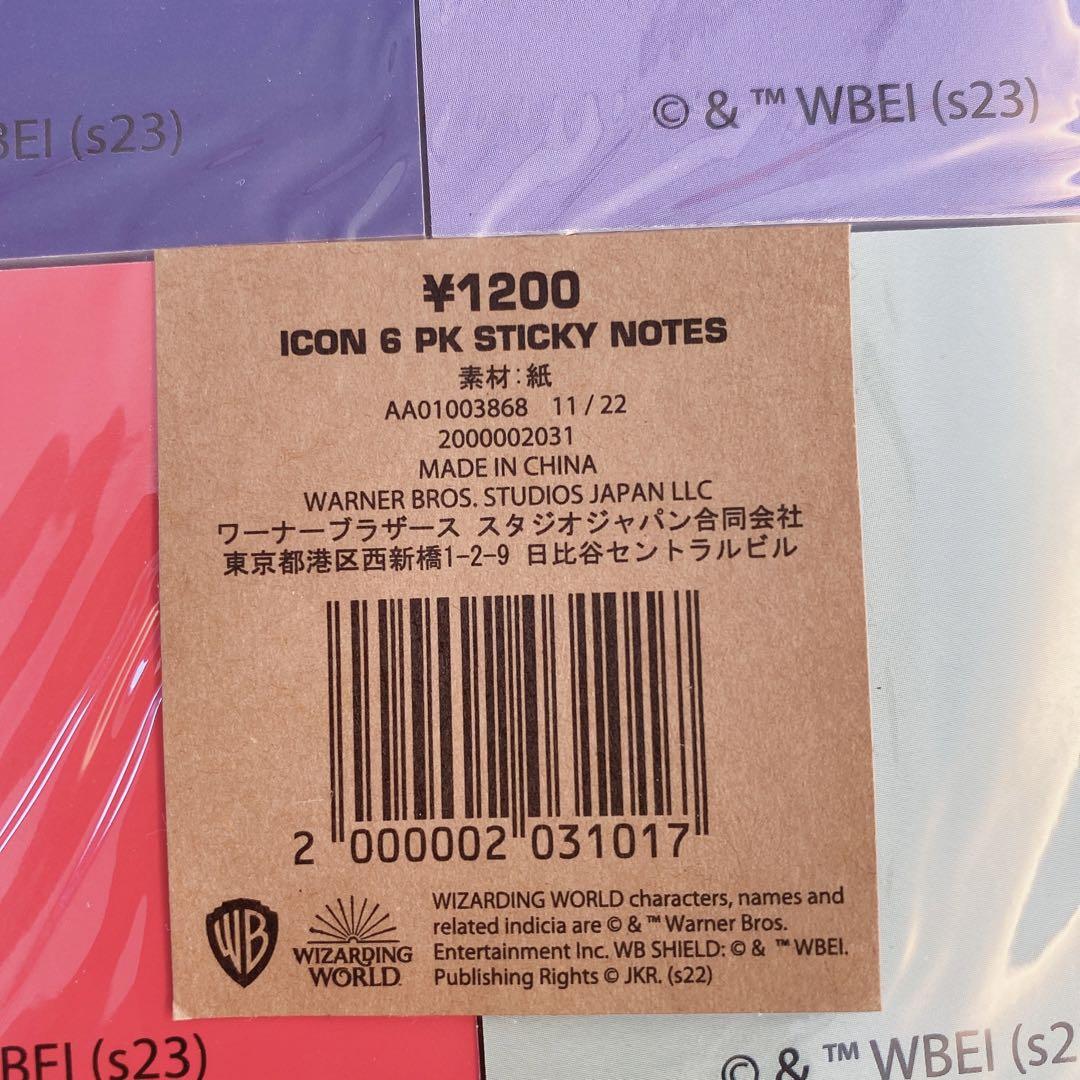 BEI (s23)
© & ™ WBEI (s23)
¥1200
ICON 6 PK STICKY NOTES
素材:紙
AA01003868 11 / 22
2000002031
MADE IN CHINA
WARNER BROS. STUDIOS JAPAN LLC
ワーナーブラザース スタジオジャパン合同会社
東京都港区西新橋1-2-9 日比谷セントラルビル
2 000002 031017
WB
WIZARDING
WORLD
WIZARDING WORLD characters, names and
related indicia are © & ™ Warner Bros.
Entertainment Inc. WB SHIELD: © & ™ WBEI.
Publishing Rights © JKR. (s22)
BEI (s23)
© & ™ WBEI (s2